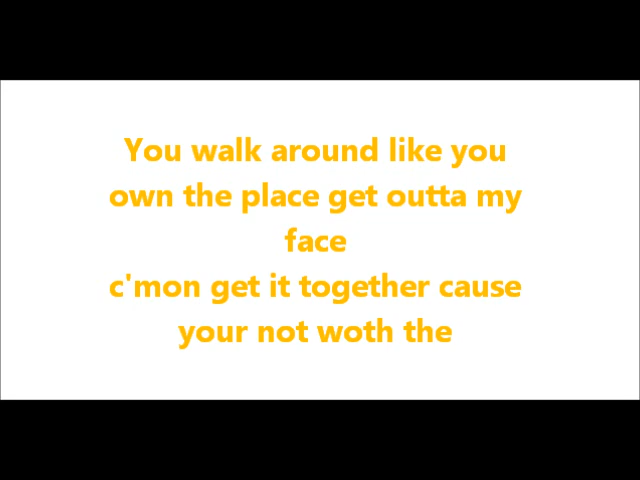 You walk around like you
own the place get outta my
face
c'mon get it together cause
your not woth the